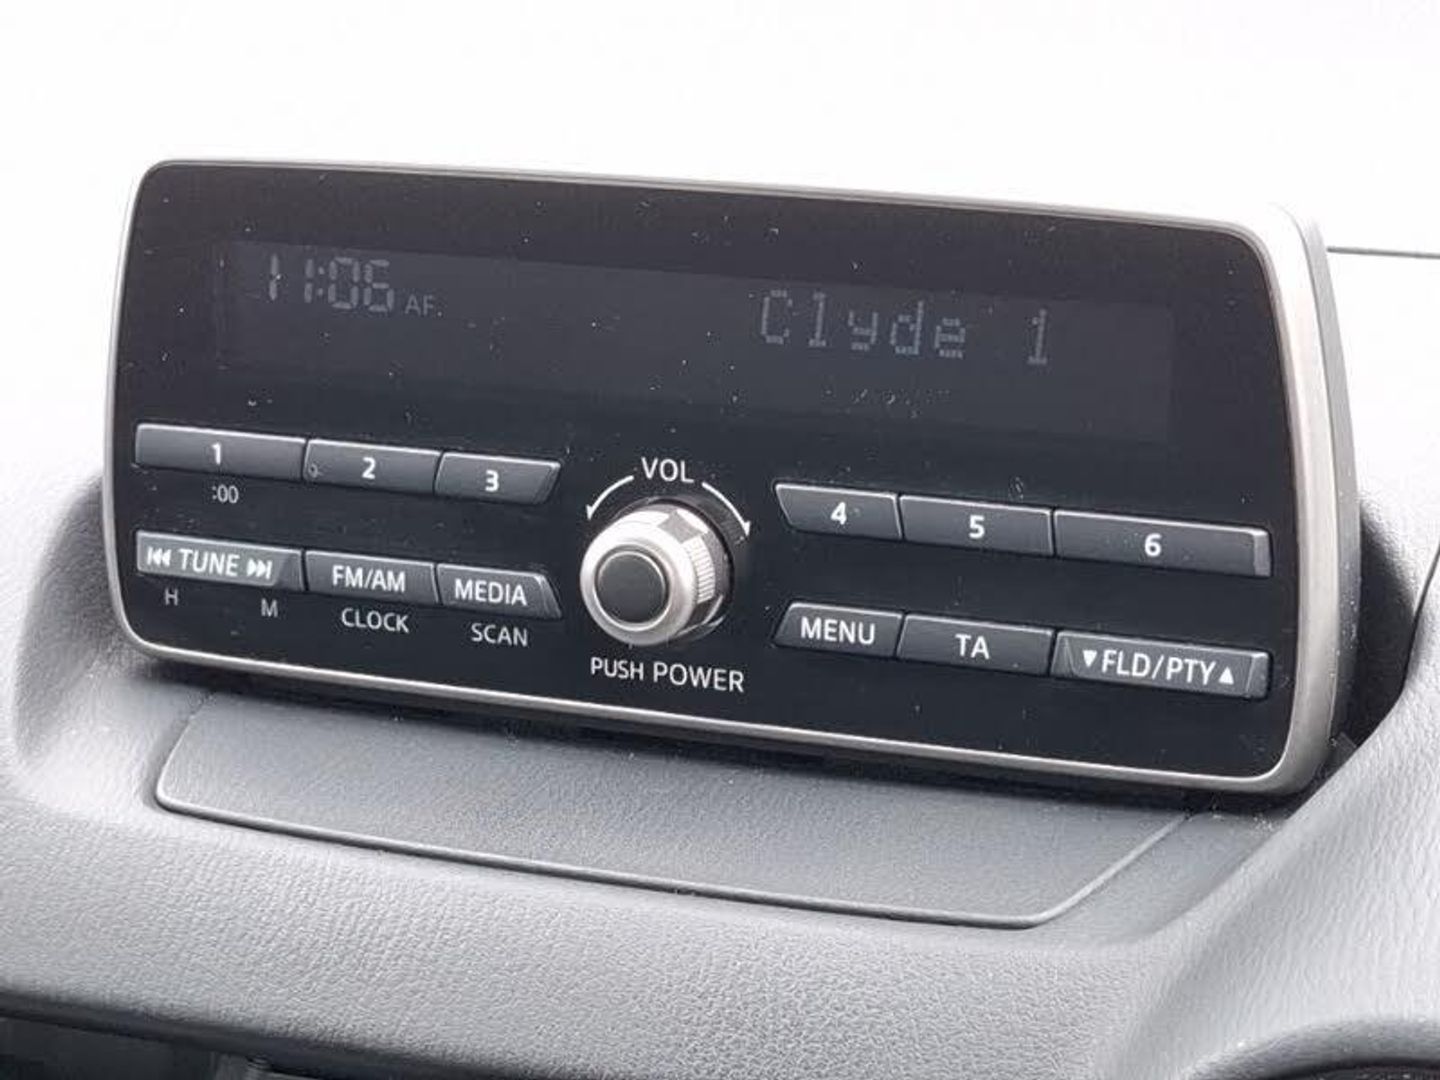 11:06 AF Clyde 1
1 2 3 VOL 4 5 6
:00
TUNE FM/AM MEDIA MENU TA ▼FLD/PTY▲
H M CLOCK SCAN
PUSH POWER